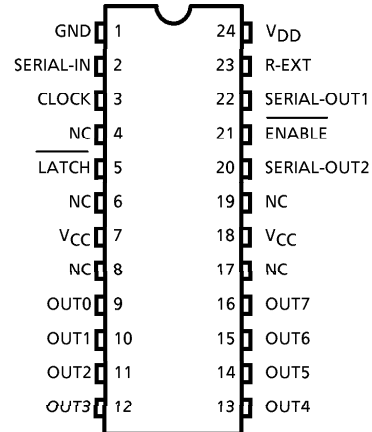 GND 1 24 VDD
SERIAL-IN 2 23 R-EXT
CLOCK 3 22 SERIAL-OUT1
NC 4 21 ENABLE
LATCH 5 20 SERIAL-OUT2
NC 6 19 NC
VCC 7 18 VCC
NC 8 17 NC
OUT0 9 16 OUT7
OUT1 10 15 OUT6
OUT2 11 14 OUT5
OUT3 12 13 OUT4